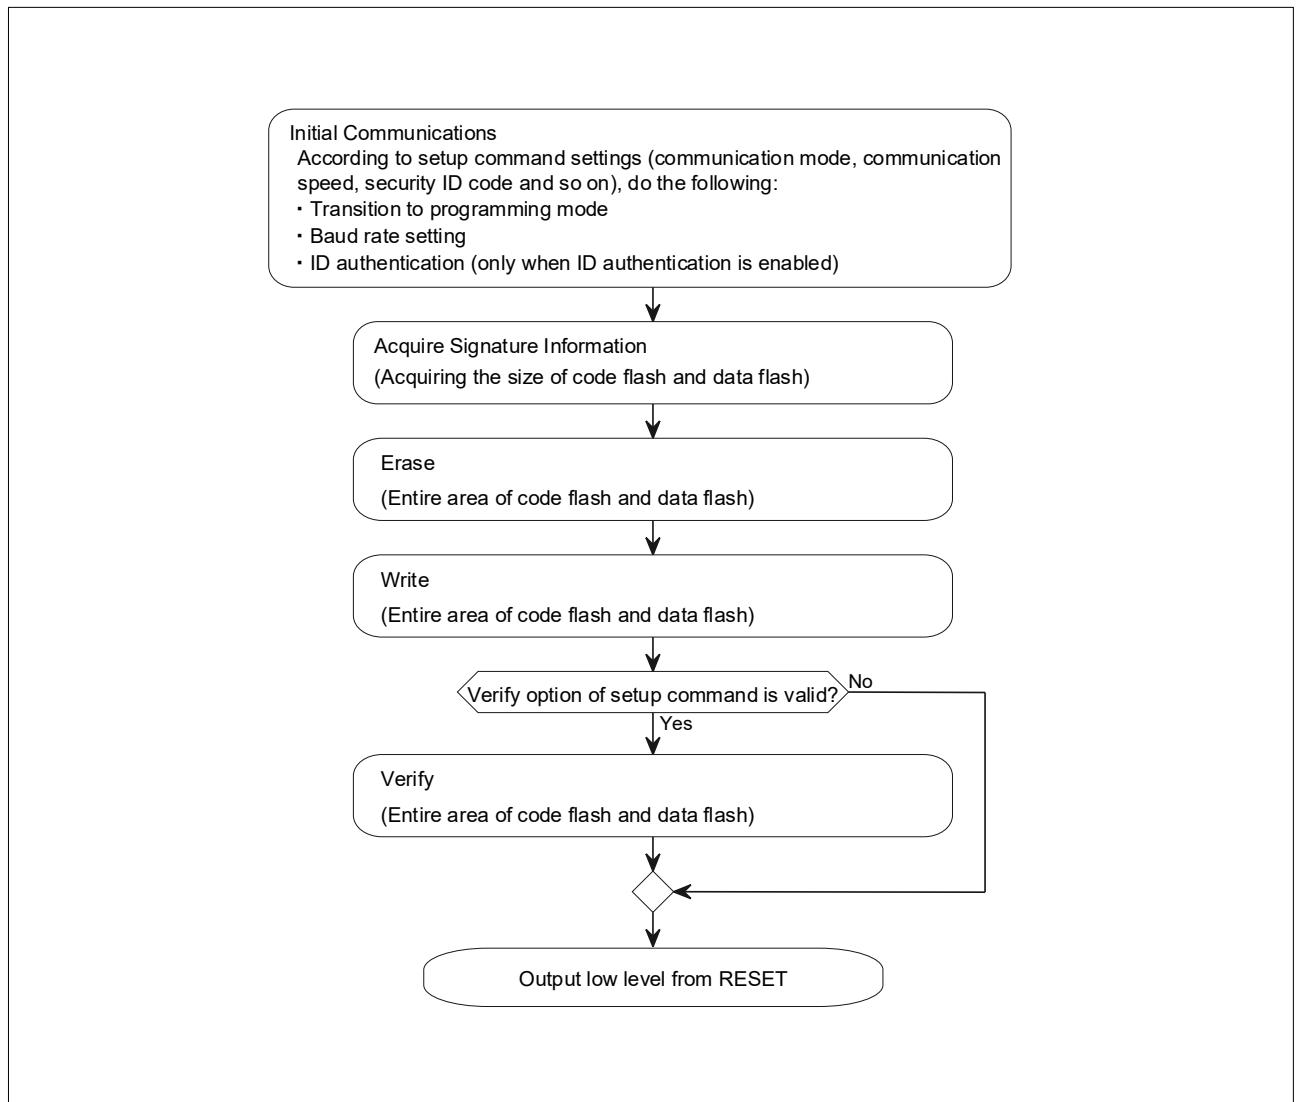 Initial Communications
According to setup command settings (communication mode, communication
speed, security ID code and so on), do the following:
・Transition to programming mode
・Baud rate setting
・ID authentication (only when ID authentication is enabled)
Acquire Signature Information
(Acquiring the size of code flash and data flash)
Erase
(Entire area of code flash and data flash)
Write
(Entire area of code flash and data flash)
Verify option of setup command is valid?
No
Yes
Verify
(Entire area of code flash and data flash)
Output low level from RESET